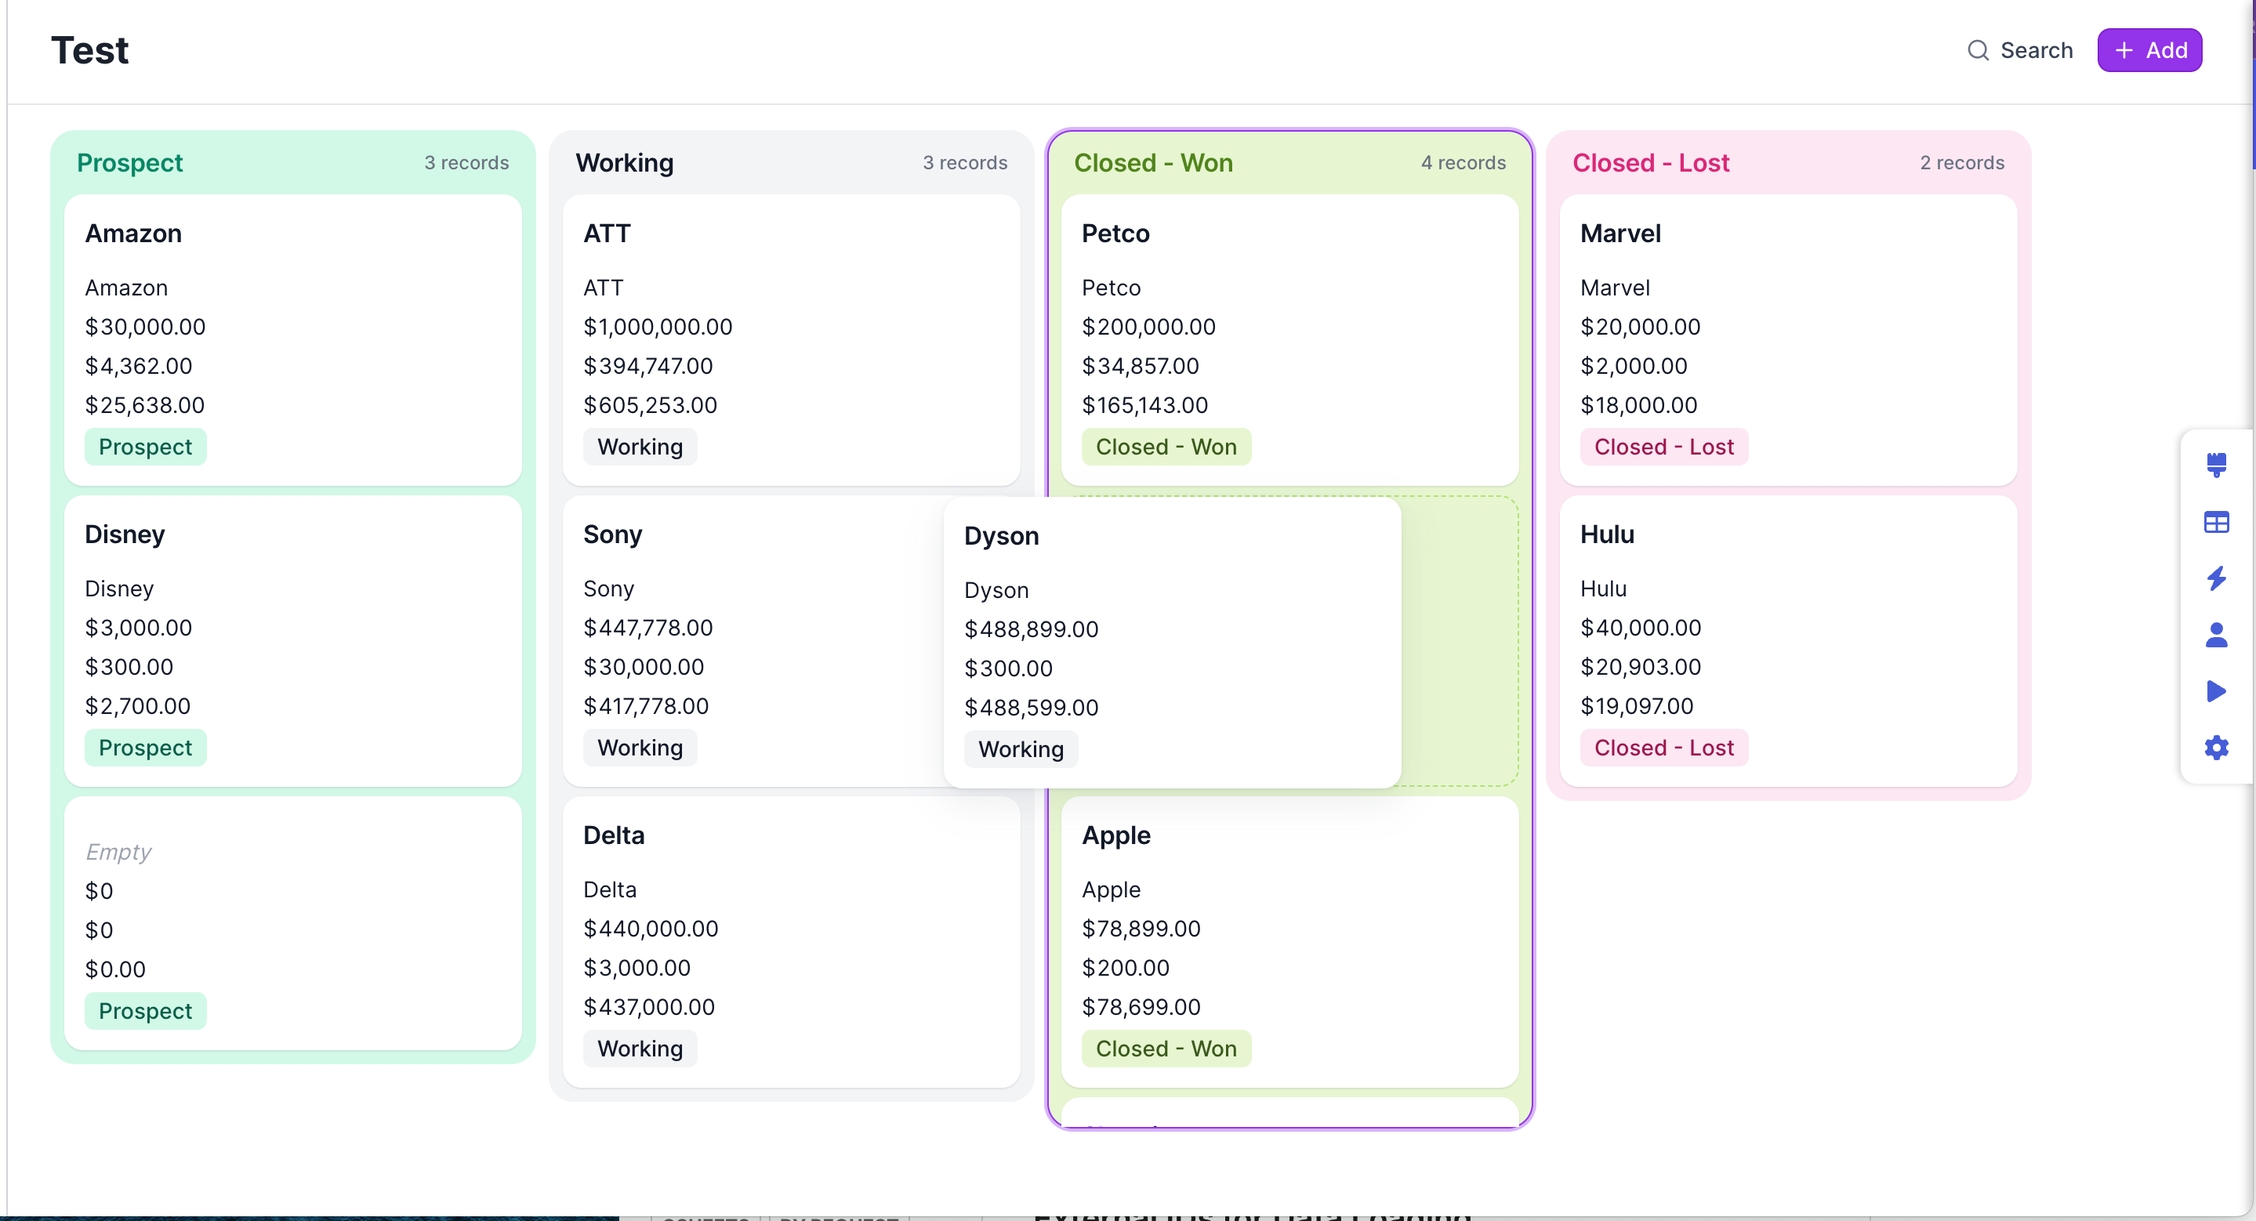 Test
Search
Add
Prospect
3 records
Amazon
Amazon
$30,000.00
$4,362.00
$25,638.00
Prospect
Disney
Disney
$3,000.00
$300.00
$2,700.00
Prospect
Empty
$0
$0
$0.00
Prospect
Working
3 records
ATT
ATT
$1,000,000.00
$394,747.00
$605,253.00
Working
Sony
Sony
$447,778.00
$30,000.00
$417,778.00
Working
Delta
Delta
$440,000.00
$3,000.00
$437,000.00
Working
Closed - Won
4 records
Petco
Petco
$200,000.00
$34,857.00
$165,143.00
Closed - Won
Dyson
Dyson
$488,899.00
$300.00
$488,599.00
Working
Apple
Apple
$78,899.00
$200.00
$78,699.00
Closed - Won
Closed - Lost
2 records
Marvel
Marvel
$20,000.00
$2,000.00
$18,000.00
Closed - Lost
Hulu
Hulu
$40,000.00
$20,903.00
$19,097.00
Closed - Lost
BY REQUEST
External IDs for Data Loading